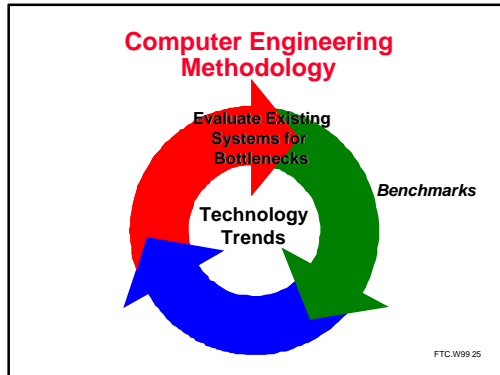 Computer Engineering
Methodology
Evaluate Existing
Systems for
Bottlenecks
Benchmarks
Technology
Trends
FTC.W99 25